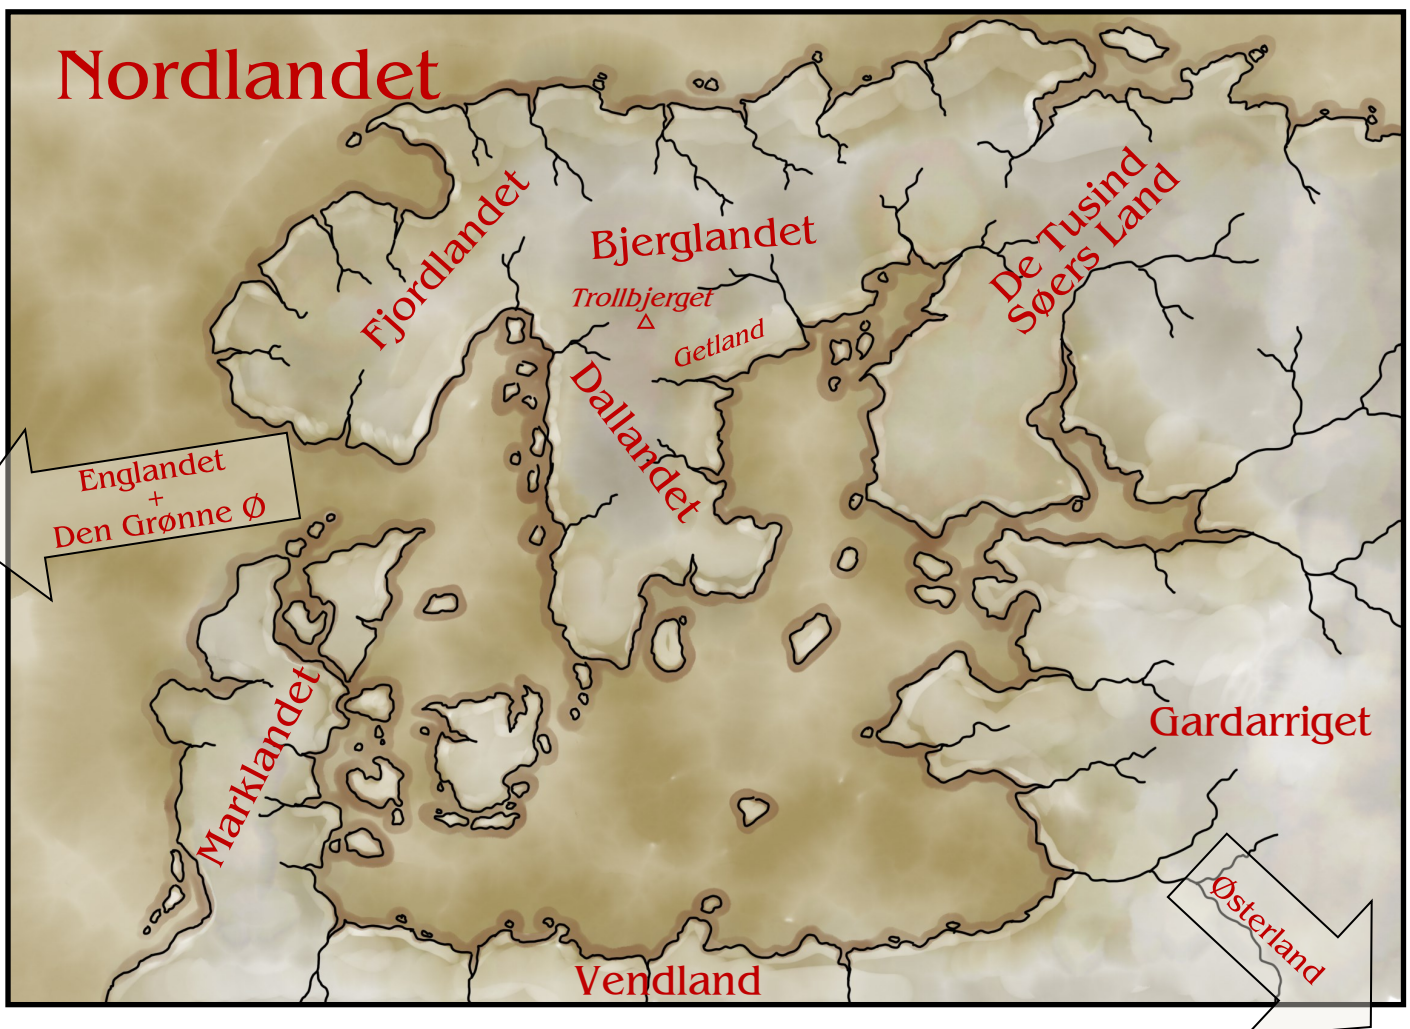 Nordlandet
Fjordlandet
Bjerglandet
Trollbjerget
Getland
De Tusind
Søers Land
Dallandet
Englandet
+
Den Grønne Ø
Marklandet
Gardarriget
Østerland
Vendland